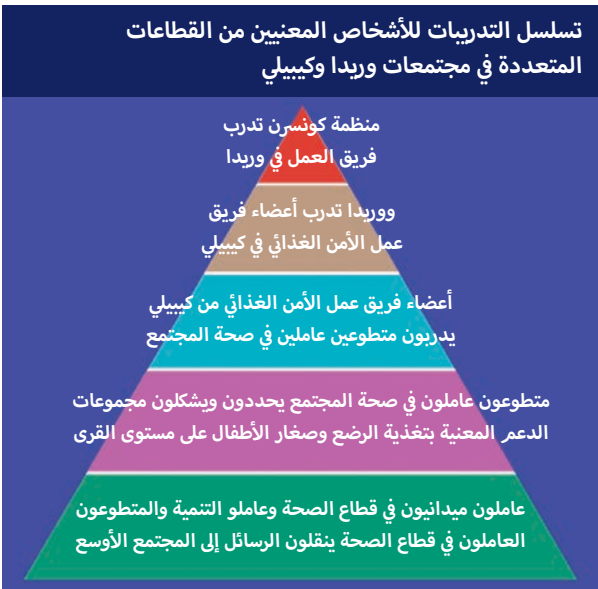 تسلسل التدريبات للأشخاص المعنيين من القطاعات
المتعددة في مجتمعات وريدا وكيبيلي
منظمة كونسرن تدرب
فريق العمل في وريدا
ووريدا تدرب أعضاء فريق
عمل الأمن الغذائي في كيبيلي
أعضاء فريق عمل الأمن الغذائي من كيبيلي
يدربون متطوعين عاملين في صحة المجتمع
متطوعون عاملون في صحة المجتمع يحددون ويشكلون مجموعات
الدعم المعنية بتغذية الرضع وصغار الأطفال على مستوى القرى
عاملون ميدانيون في قطاع الصحة وعاملو التنمية والمتطوعون
العاملون في قطاع الصحة ينقلون الرسائل إلى المجتمع الأوسع